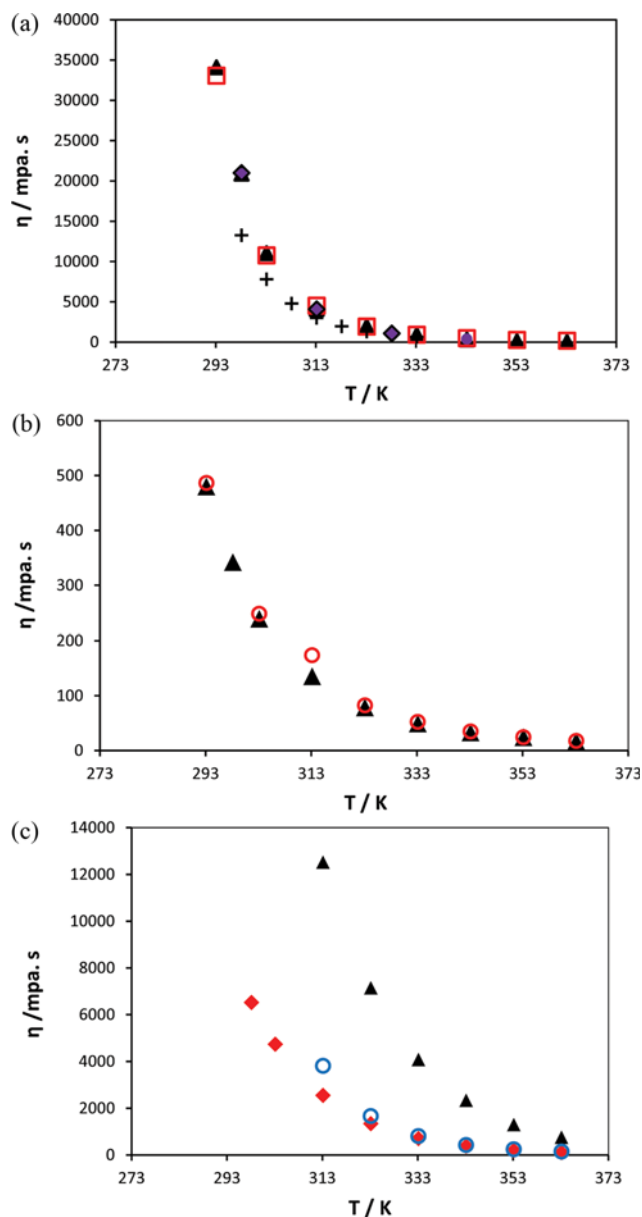 (a)
40000
35000
30000
25000
20000
15000
10000
5000
0
η / mpa. s
273 293 313 333 353 373
T / K
(b)
600
500
400
300
200
100
0
η /mpa. s
273 293 313 333 353 373
T / K
(c)
14000
12000
10000
8000
6000
4000
2000
0
η /mpa. s
273 293 313 333 353 373
T / K